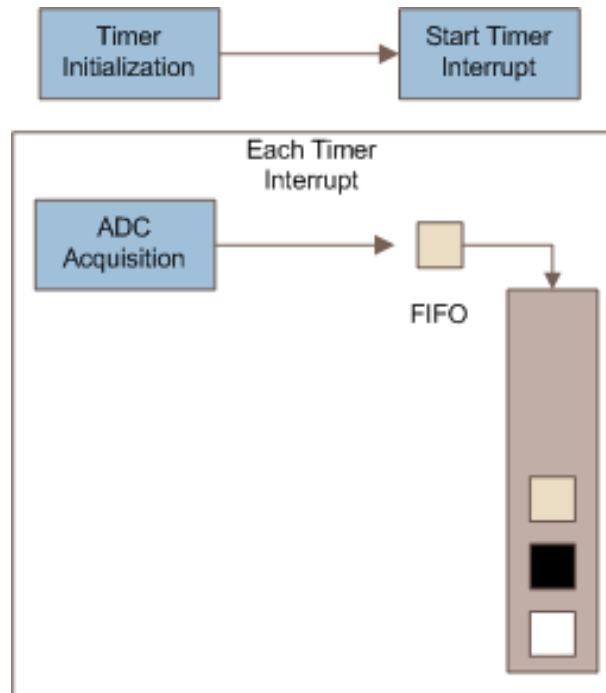 Timer
Initialization
Start Timer
Interrupt
Each Timer
Interrupt
ADC
Acquisition
FIFO